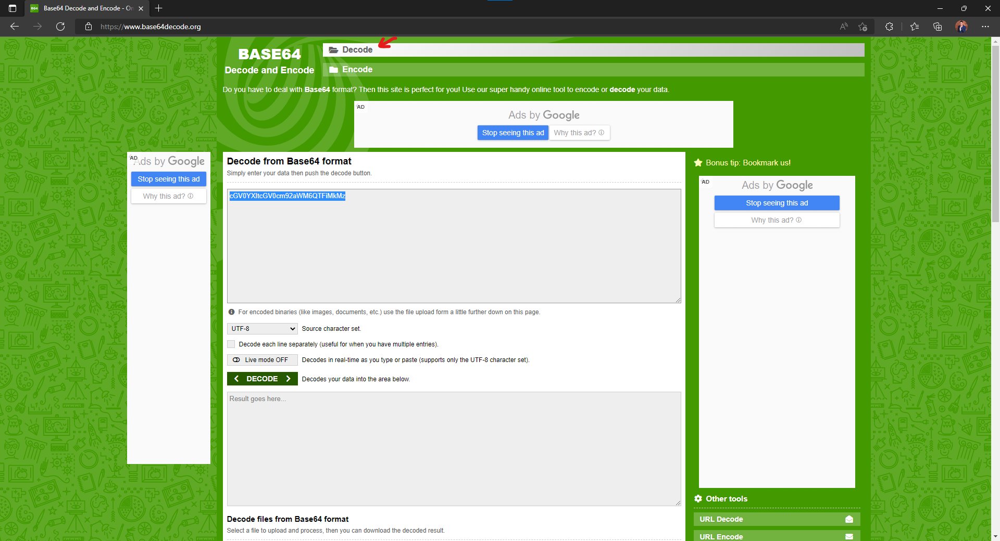 Base64 Decode and Encode - On
https://www.base64decode.org
BASE64
Decode and Encode
Decode
Encode
Do you have to deal with Base64 format? Then this site is perfect for you! Use our super handy online tool to encode or decode your data.
AD
Ads by Google
Stop seeing this ad
Why this ad?
AD
Ads by Google
Stop seeing this ad
Why this ad?
Decode from Base64 format
Simply enter your data then push the decode button.
cGV0YXItcGV0cm92aWM6QTFiMkMz
For encoded binaries (like images, documents, etc.) use the file upload form a little further down on this page.
UTF-8
Source character set.
Decode each line separately (useful for when you have multiple entries).
Live mode OFF
Decodes in real-time as you type or paste (supports only the UTF-8 character set).
DECODE
Decodes your data into the area below.
Result goes here...
Decode files from Base64 format
Select a file to upload and process, then you can download the decoded result.
Bonus tip: Bookmark us!
AD
Ads by Google
Stop seeing this ad
Why this ad?
Other tools
URL Decode
URL Encode